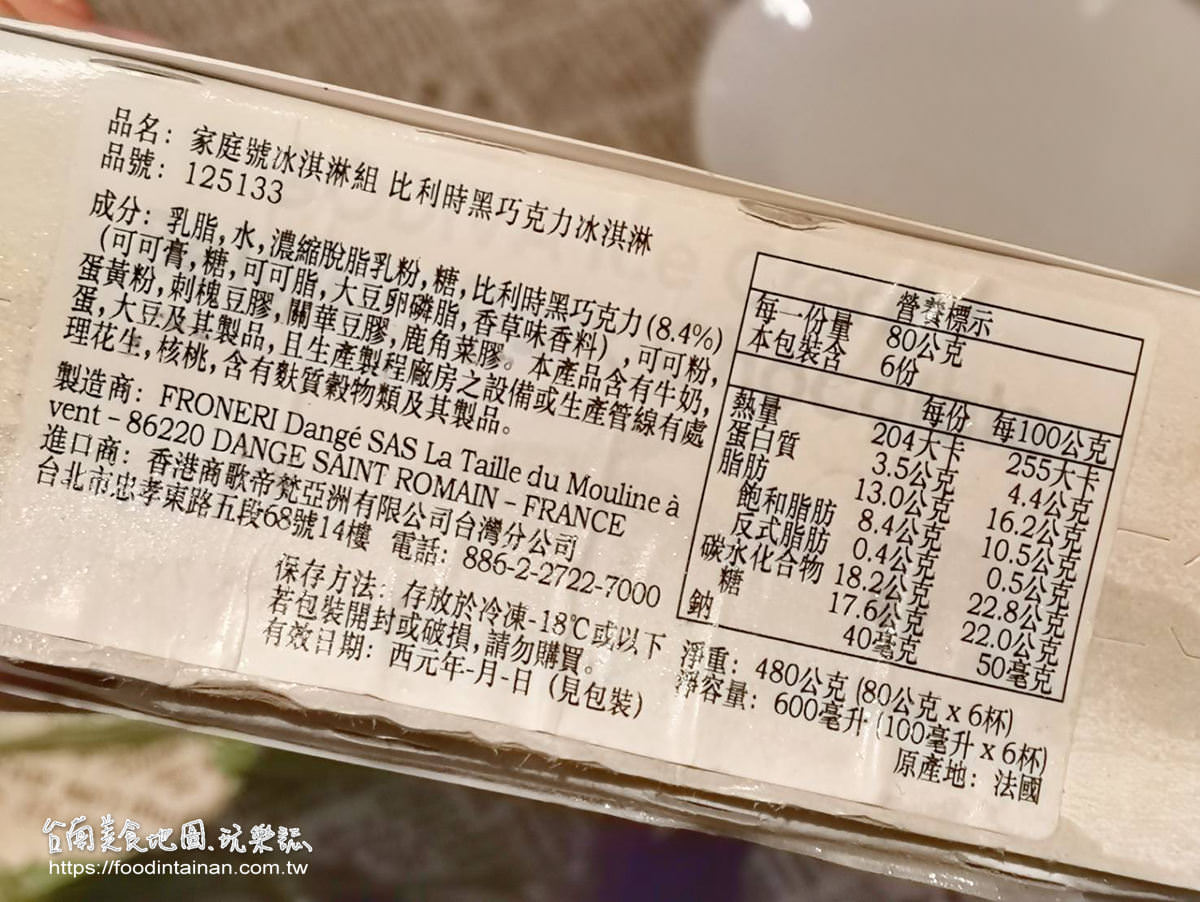 品名: 家庭號冰淇淋組 比利時黑巧克力冰淇淋
品號: 125133
成分: 乳脂,水,濃縮脫脂乳粉,糖,比利時黑巧克力(8.4%)
(可可膏,糖,可可脂,大豆卵磷脂,香草味香料),可可粉,
蛋黃粉,刺槐豆膠,關華豆膠,鹿角菜膠。本產品含有牛奶,
蛋,大豆及其製品,且生產製程廠房之設備或生產管線有處
理花生,核桃,含有麩質穀物類及其製品。
製造商: FRONERI Dangé SAS La Taille du Mouline à
vent – 86220 DANGE SAINT ROMAIN – FRANCE
進口商: 香港商歌帝梵亞洲有限公司台灣分公司
台北市忠孝東路五段68號14樓 電話: 886-2-2722-7000
保存方法: 存放於冷凍-18℃或以下
若包裝開封或破損,請勿購買。
有效日期: 西元年-月-日 (見包裝)
營養標示
每一份量 80公克
本包裝含 6份
每份 每100公克
熱量 204大卡 255大卡
蛋白質 3.5公克 4.4公克
脂肪 13.0公克 16.2公克
飽和脂肪 8.4公克 10.5公克
反式脂肪 0.4公克 0.5公克
碳水化合物 18.2公克 22.8公克
糖 17.6公克 22.0公克
鈉 40毫克 50毫克
淨重: 480公克 (80公克 x 6杯)
淨容量: 600毫升 (100毫升 x 6杯)
原產地: 法國
台南美食地圖.玩樂誌
https://foodintainan.com.tw